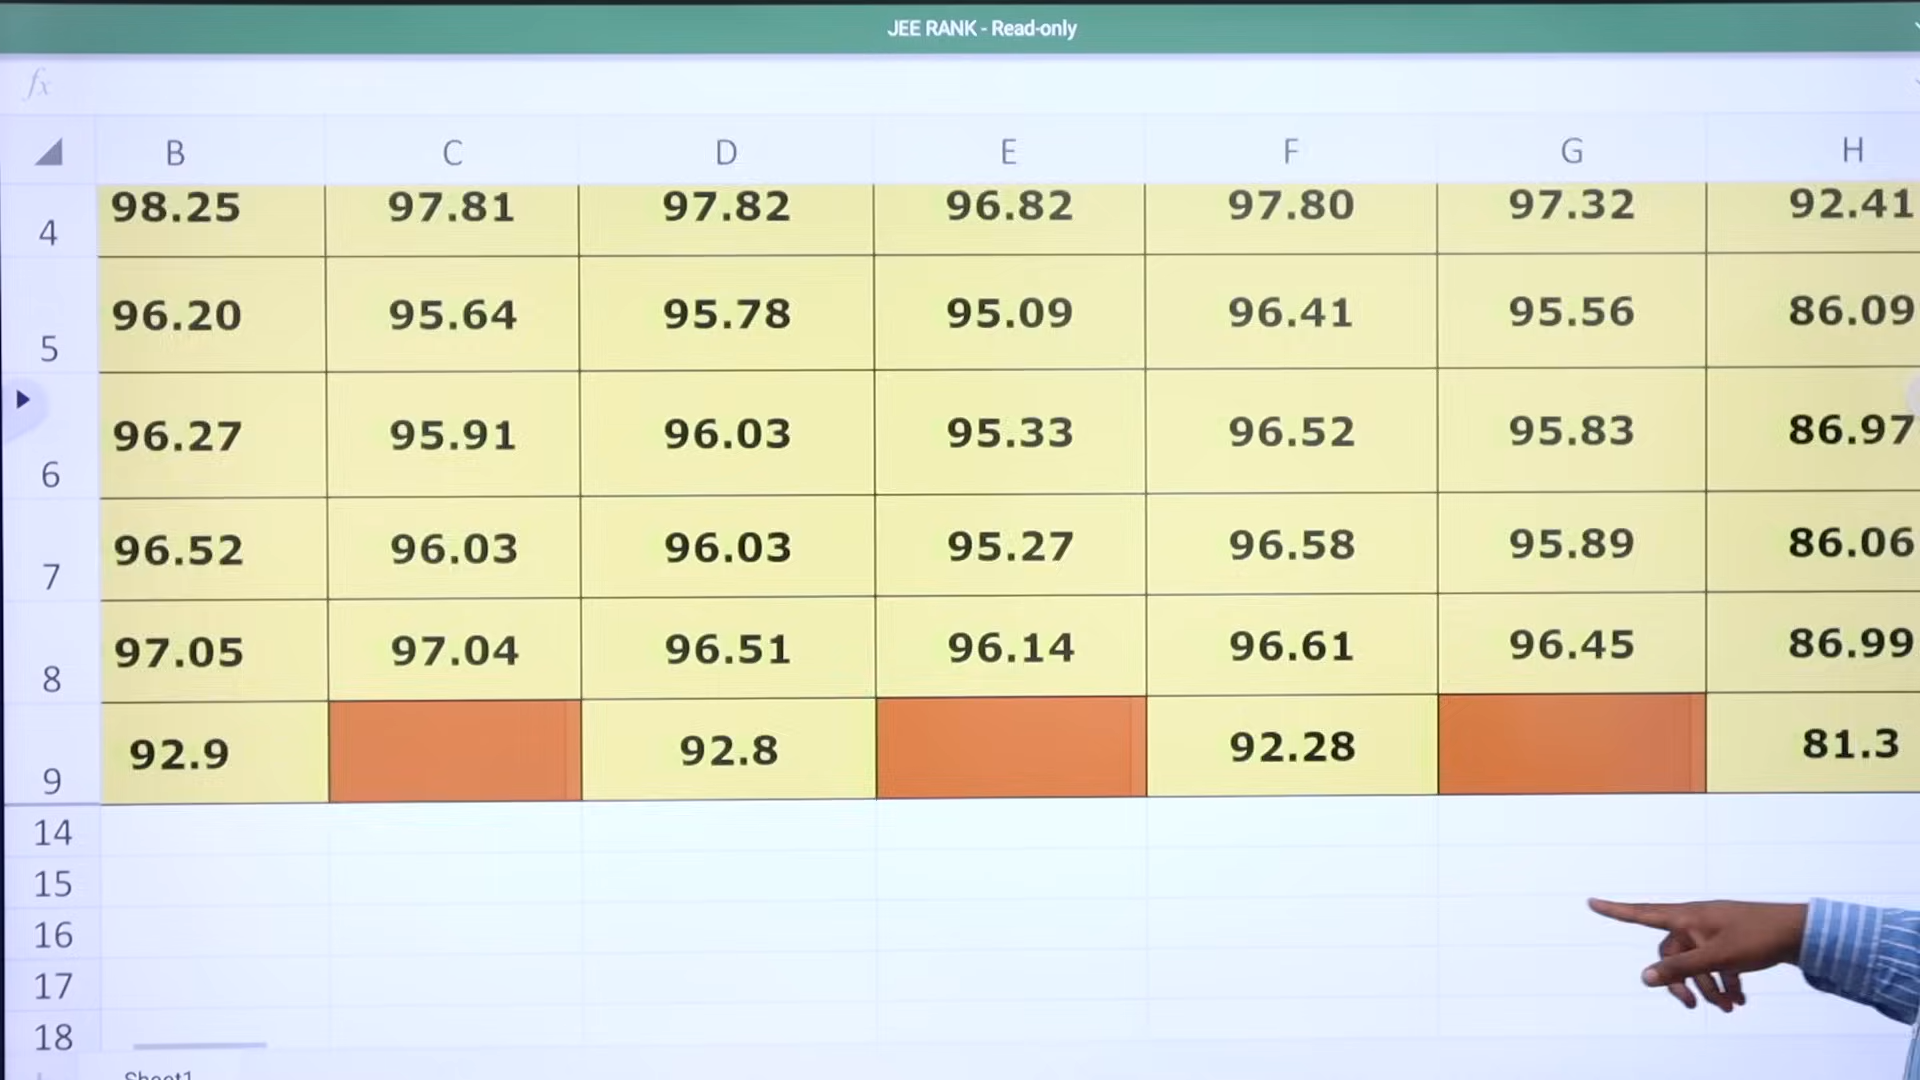 JEE RANK - Read-only
fx
B C D E F G H
4 98.25 97.81 97.82 96.82 97.80 97.32 92.41
5 96.20 95.64 95.78 95.09 96.41 95.56 86.09
6 96.27 95.91 96.03 95.33 96.52 95.83 86.97
7 96.52 96.03 96.03 95.27 96.58 95.89 86.06
8 97.05 97.04 96.51 96.14 96.61 96.45 86.99
9 92.9 92.8 92.28 81.3
14
15
16
17
18
Sheet1